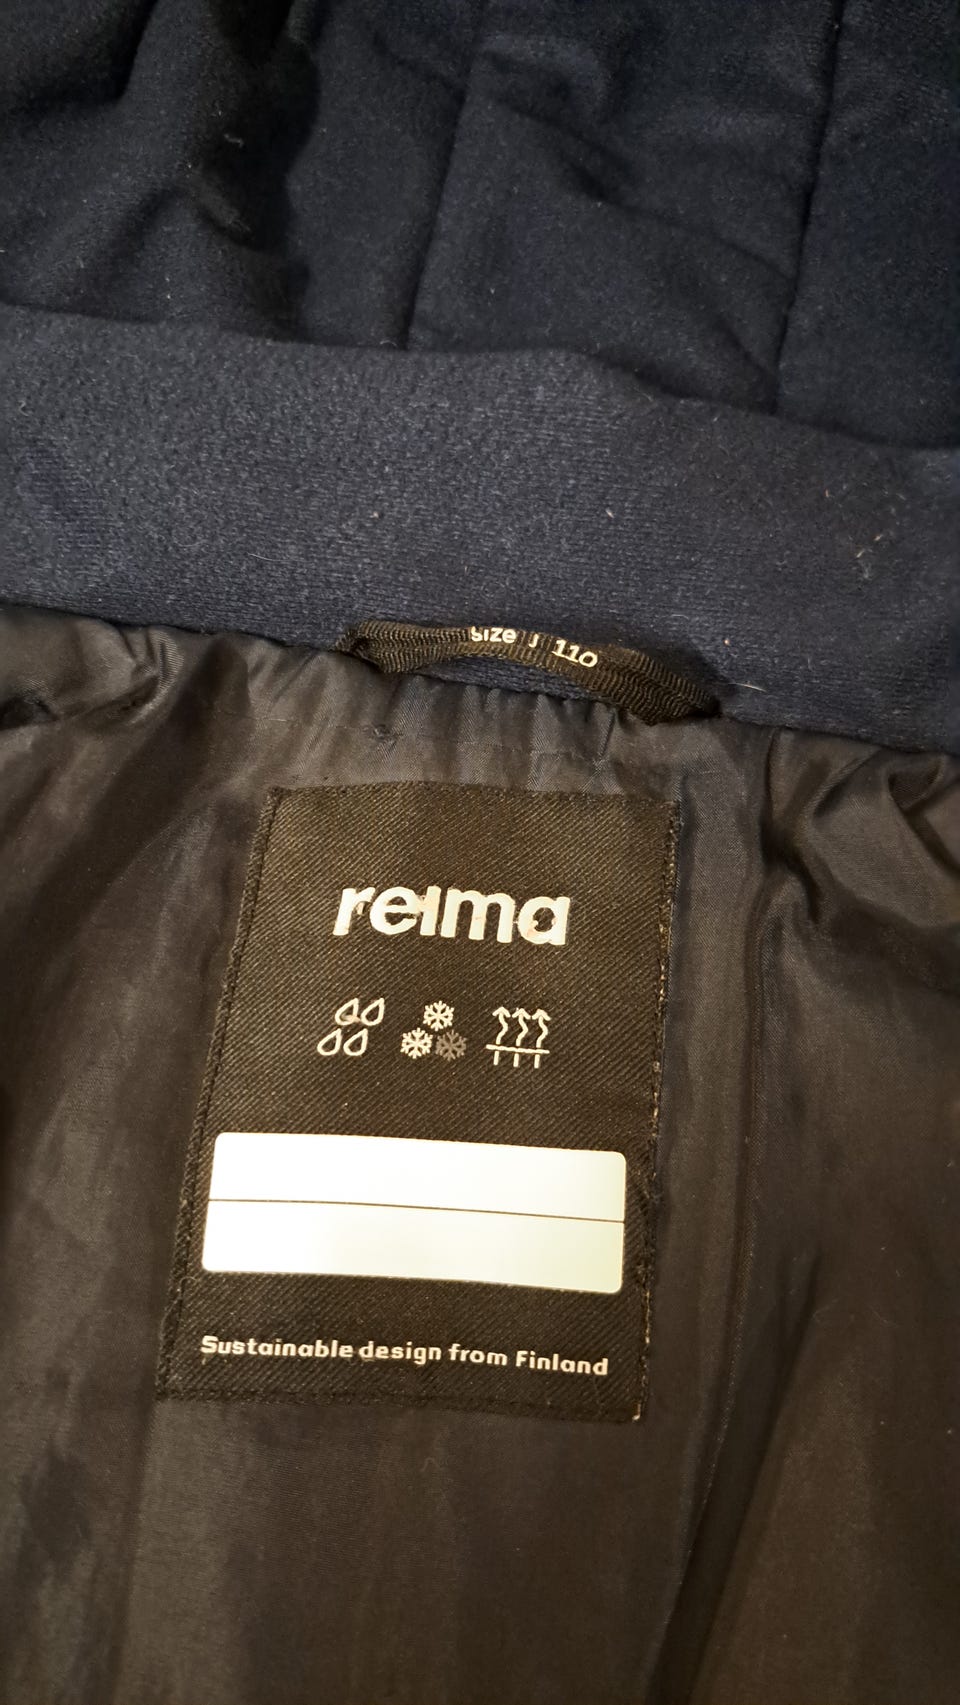 size | 110
reima
Sustainable design from Finland